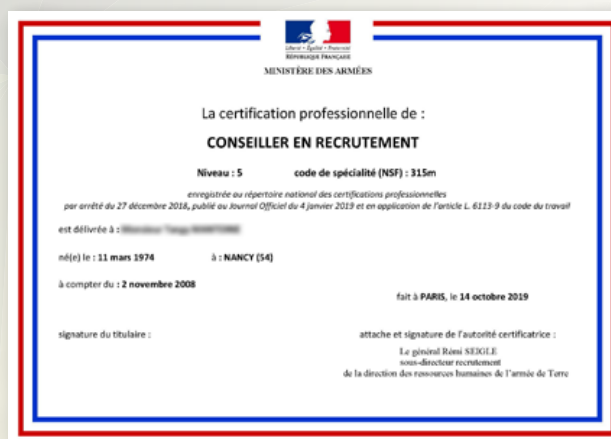 Liberté • Égalité • Fraternité
RÉPUBLIQUE FRANÇAISE
MINISTÈRE DES ARMÉES
La certification professionnelle de :
CONSEILLER EN RECRUTEMENT
Niveau : 5 code de spécialité (NSF) : 315m
enregistrée au répertoire national des certifications professionnelles
par arrêté du 27 décembre 2018, publié au Journal Officiel du 4 janvier 2019 et en application de l'article L. 6113-9 du code du travail
est délivrée à :
né(e) le : 11 mars 1974 à : NANCY (54)
à compter du : 2 novembre 2008
fait à PARIS, le 14 octobre 2019
signature du titulaire : attache et signature de l'autorité certificatrice :
Le général Rémi SEIGLE
sous-directeur recrutement
de la direction des ressources humaines de l'armée de Terre